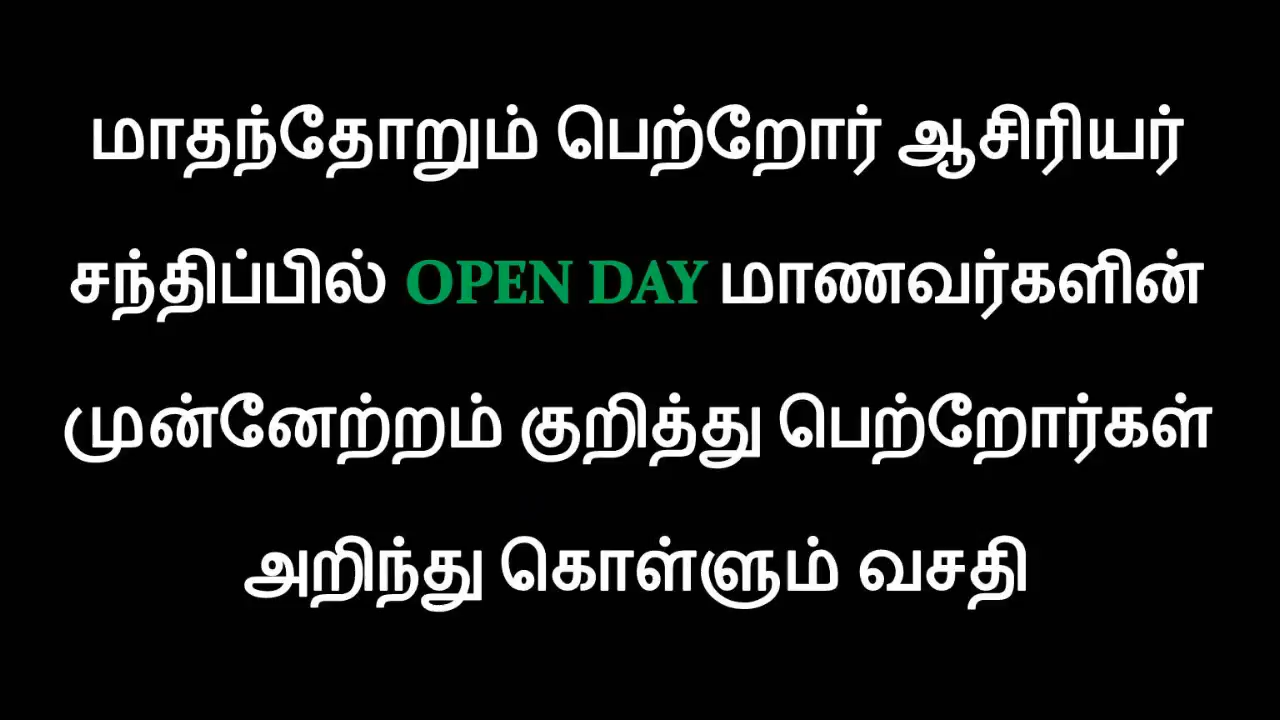 மாதந்தோறும் பெற்றோர் ஆசிரியர்
சந்திப்பில் OPEN DAY மாணவர்களின்
முன்னேற்றம் குறித்து பெற்றோர்கள்
அறிந்து கொள்ளும் வசதி